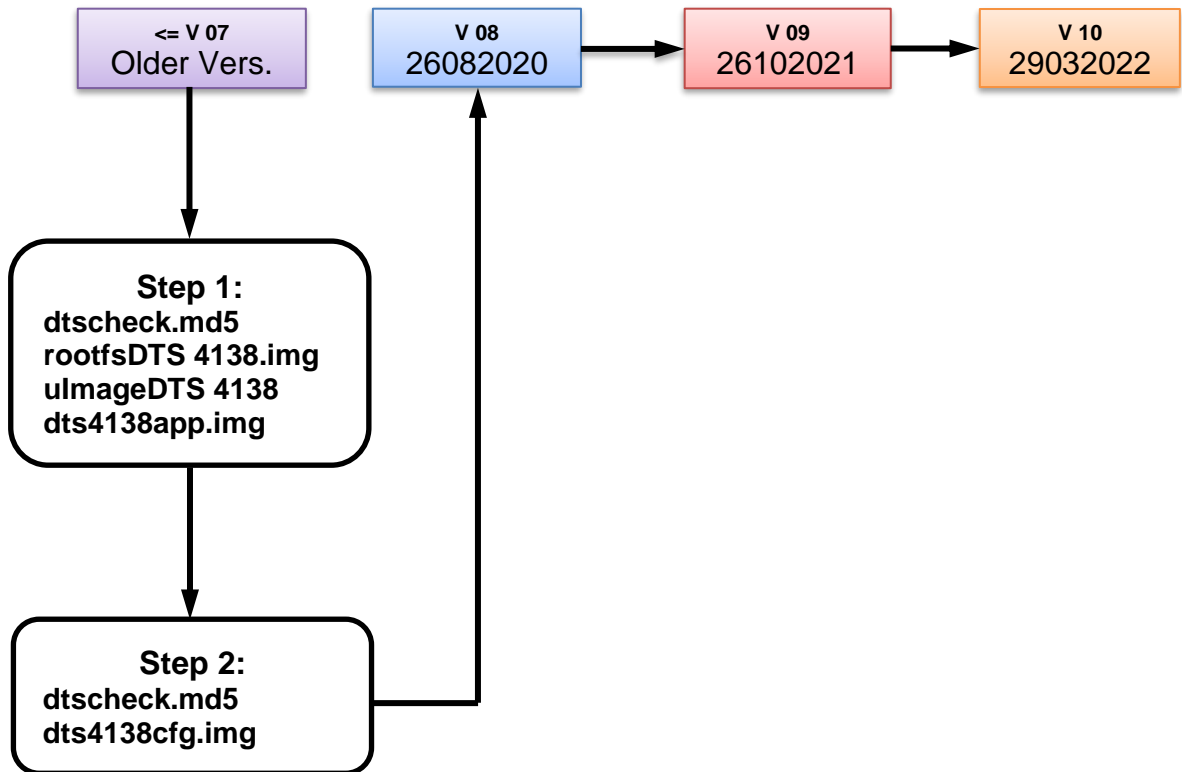 <= V 07
Older Vers.
V 08
26082020
V 09
26102021
V 10
29032022
Step 1:
dtscheck.md5
rootfsDTS 4138.img
uImageDTS 4138
dts4138app.img
Step 2:
dtscheck.md5
dts4138cfg.img